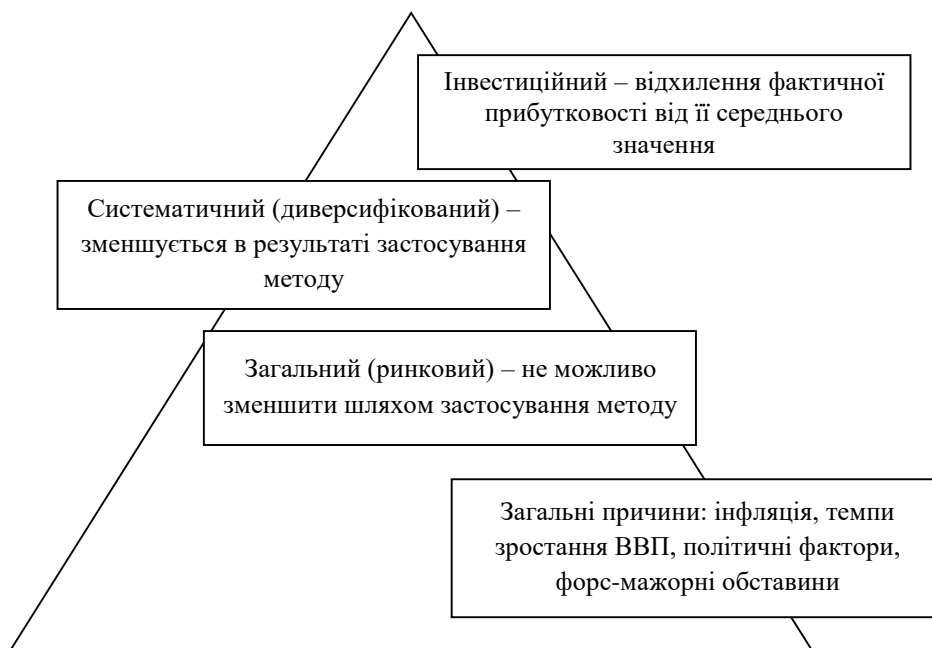 Інвестиційний – відхилення фактичної
прибутковості від її середнього
значення
Систематичний (диверсифікований) –
зменшується в результаті застосування
методу
Загальний (ринковий) – не можливо
зменшити шляхом застосування методу
Загальні причини: інфляція, темпи
зростання ВВП, політичні фактори,
форс-мажорні обставини